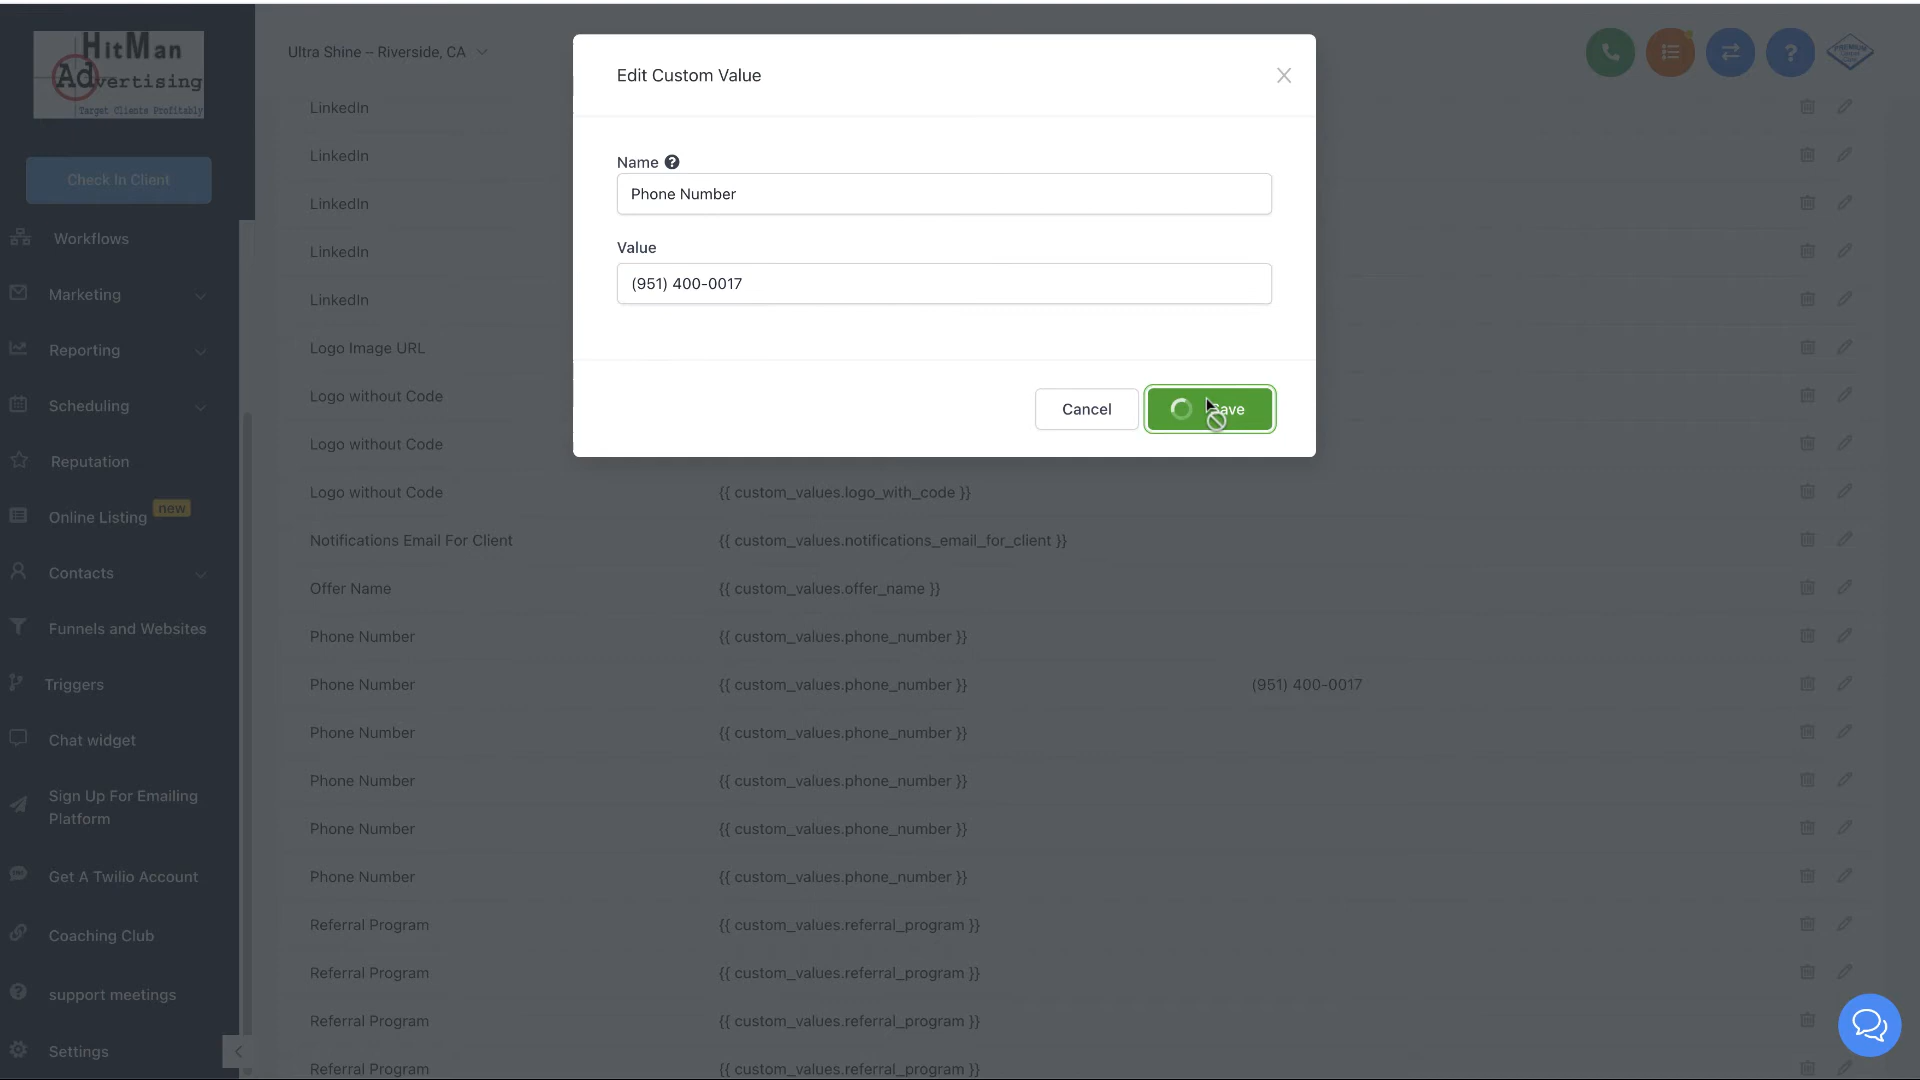 HitMan
Advertising
Target Clients Profitably
Ultra Shine – Riverside, CA
Check In Client
Workflows
Marketing
Reporting
Scheduling
Reputation
Online Listing
new
Contacts
Funnels and Websites
Triggers
Chat widget
Sign Up For Emailing
Platform
Get A Twilio Account
Coaching Club
support meetings
Settings
Edit Custom Value
Name
Phone Number
Value
(951) 400-0017
Cancel
LinkedIn
LinkedIn
LinkedIn
LinkedIn
LinkedIn
Logo Image URL
Logo without Code
Logo without Code
Logo without Code {{ custom_values.logo_with_code }}
Notifications Email For Client {{ custom_values.notifications_email_for_client }}
Offer Name {{ custom_values.offer_name }}
Phone Number {{ custom_values.phone_number }}
Phone Number {{ custom_values.phone_number }} (951) 400-0017
Phone Number {{ custom_values.phone_number }}
Phone Number {{ custom_values.phone_number }}
Phone Number {{ custom_values.phone_number }}
Phone Number {{ custom_values.phone_number }}
Referral Program {{ custom_values.referral_program }}
Referral Program {{ custom_values.referral_program }}
Referral Program {{ custom_values.referral_program }}
Referral Program {{ custom_values.referral_program }}